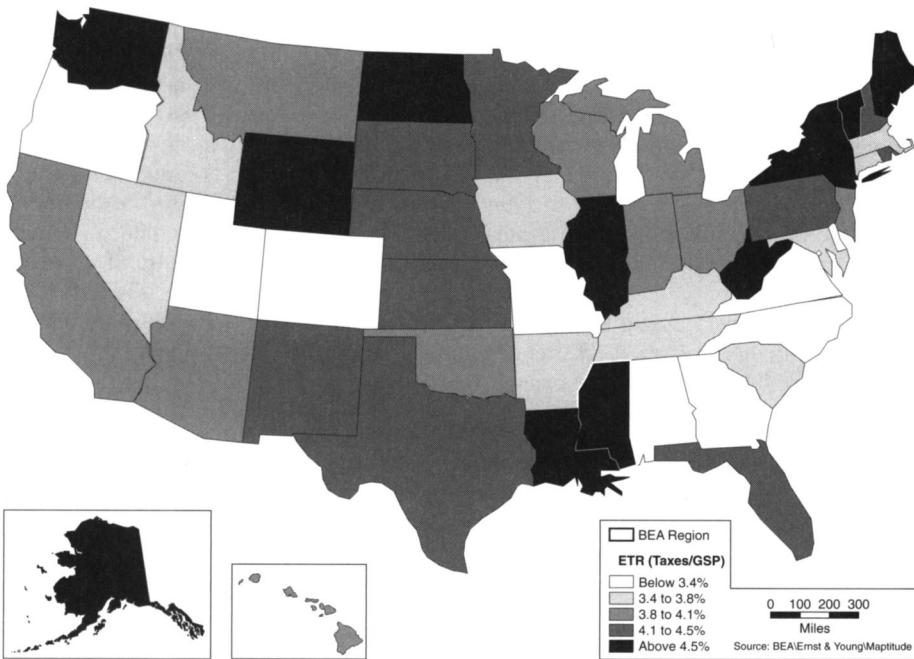 BEA Region
ETR (Taxes/GSP)
Below 3.4%
3.4 to 3.8%
3.8 to 4.1%
4.1 to 4.5%
Above 4.5%
0 100 200 300
Miles
Source: BEA\Ernst & Young\Maptitude